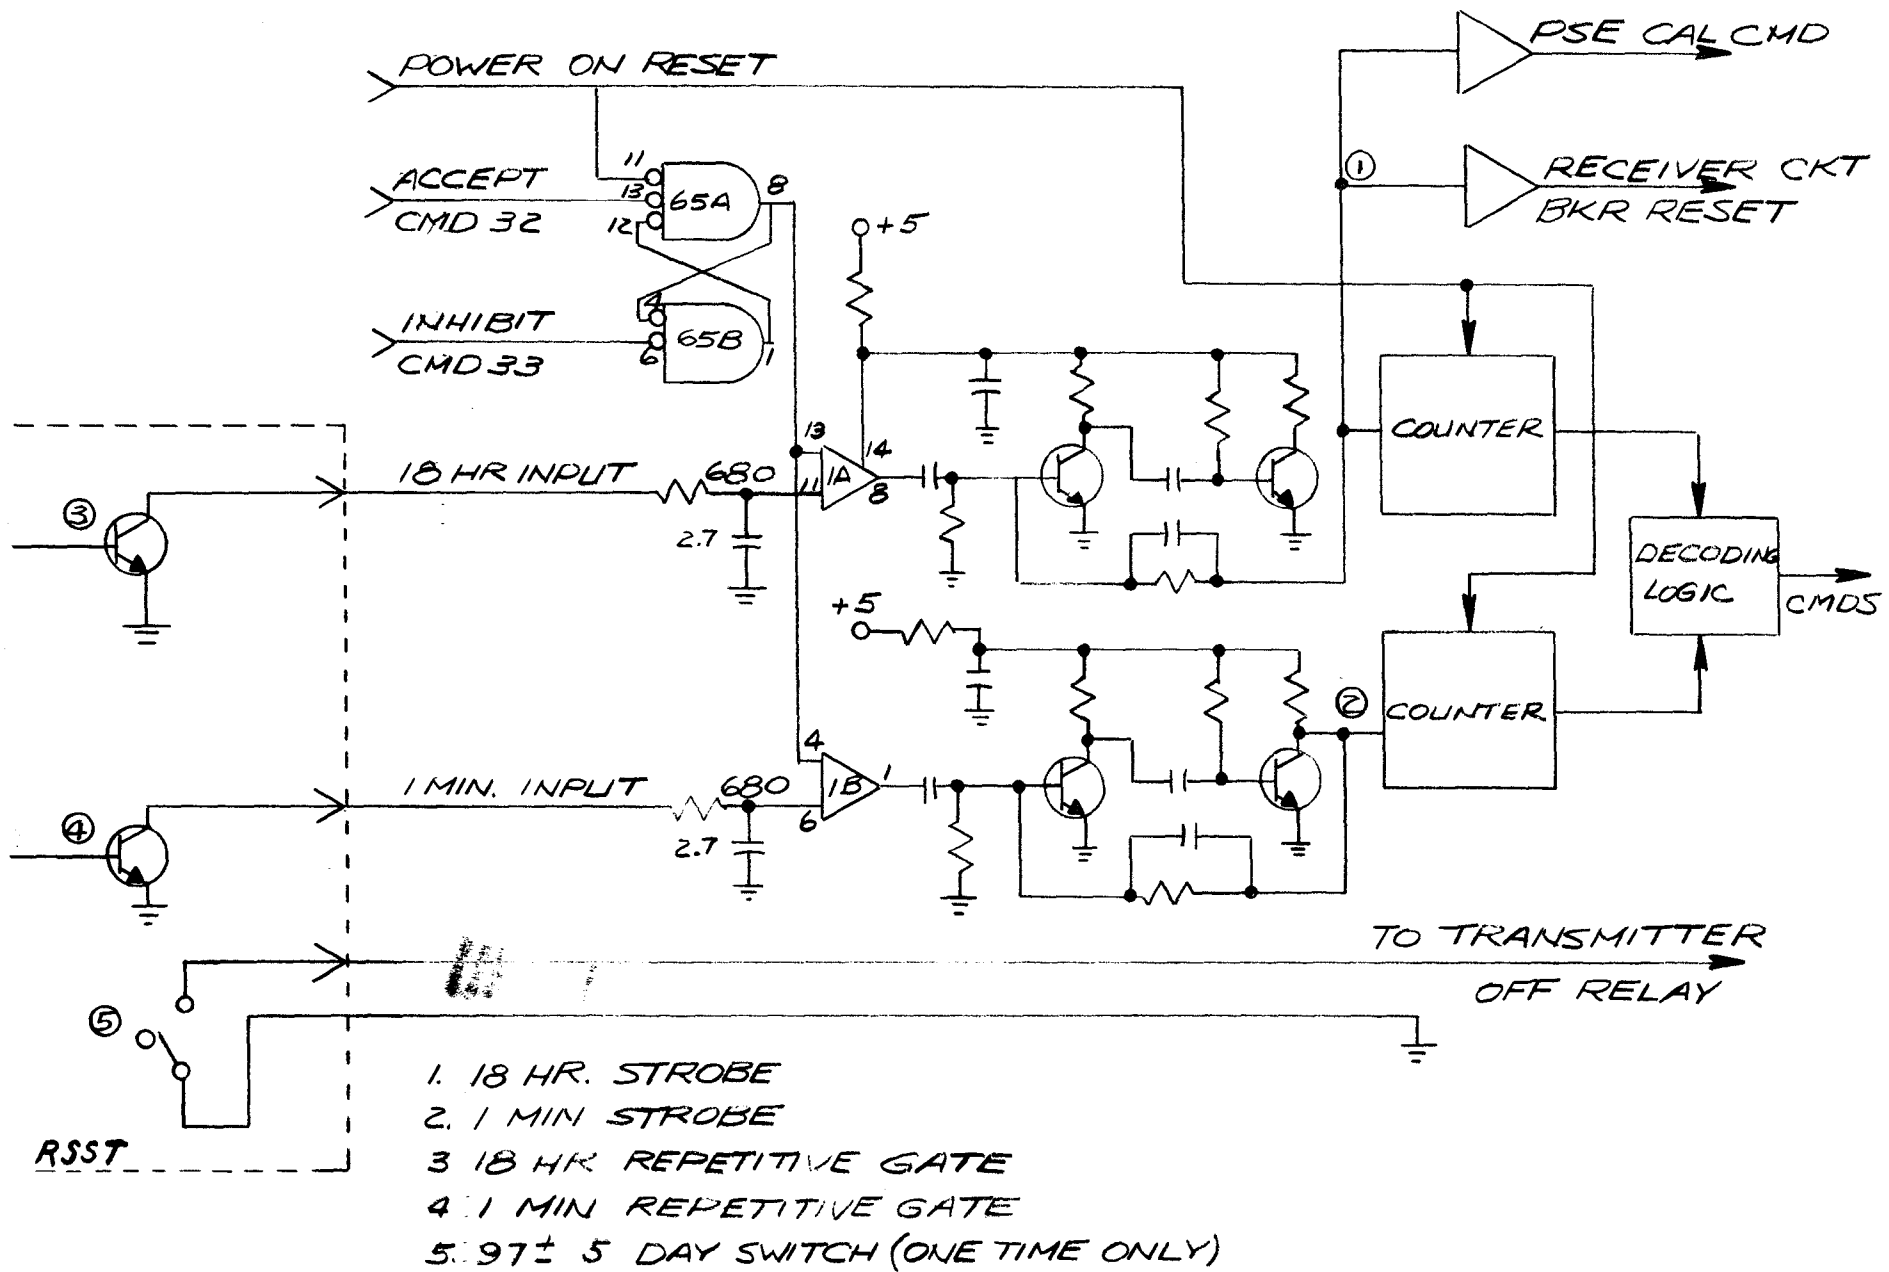 PSE CAL CMD
POWER ON RESET
1
RECEIVER CKT
BKR RESET
11
ACCEPT
13
65A
8
CMD 32
12
+5
4
INHIBIT
65B
6
1
CMD 33
13
14
COUNTER
18 HR INPUT
680
11
1A
8
3
2.7
DECODING
LOGIC
CMDS
+5
2
COUNTER
4
1 MIN. INPUT
680
1B
1
6
4
2.7
TO TRANSMITTER
OFF RELAY
5
1. 18 HR. STROBE
2. 1 MIN STROBE
RSST
3 18 HR REPETITIVE GATE
4 1 MIN REPETITIVE GATE
5. 97± 5 DAY SWITCH (ONE TIME ONLY)